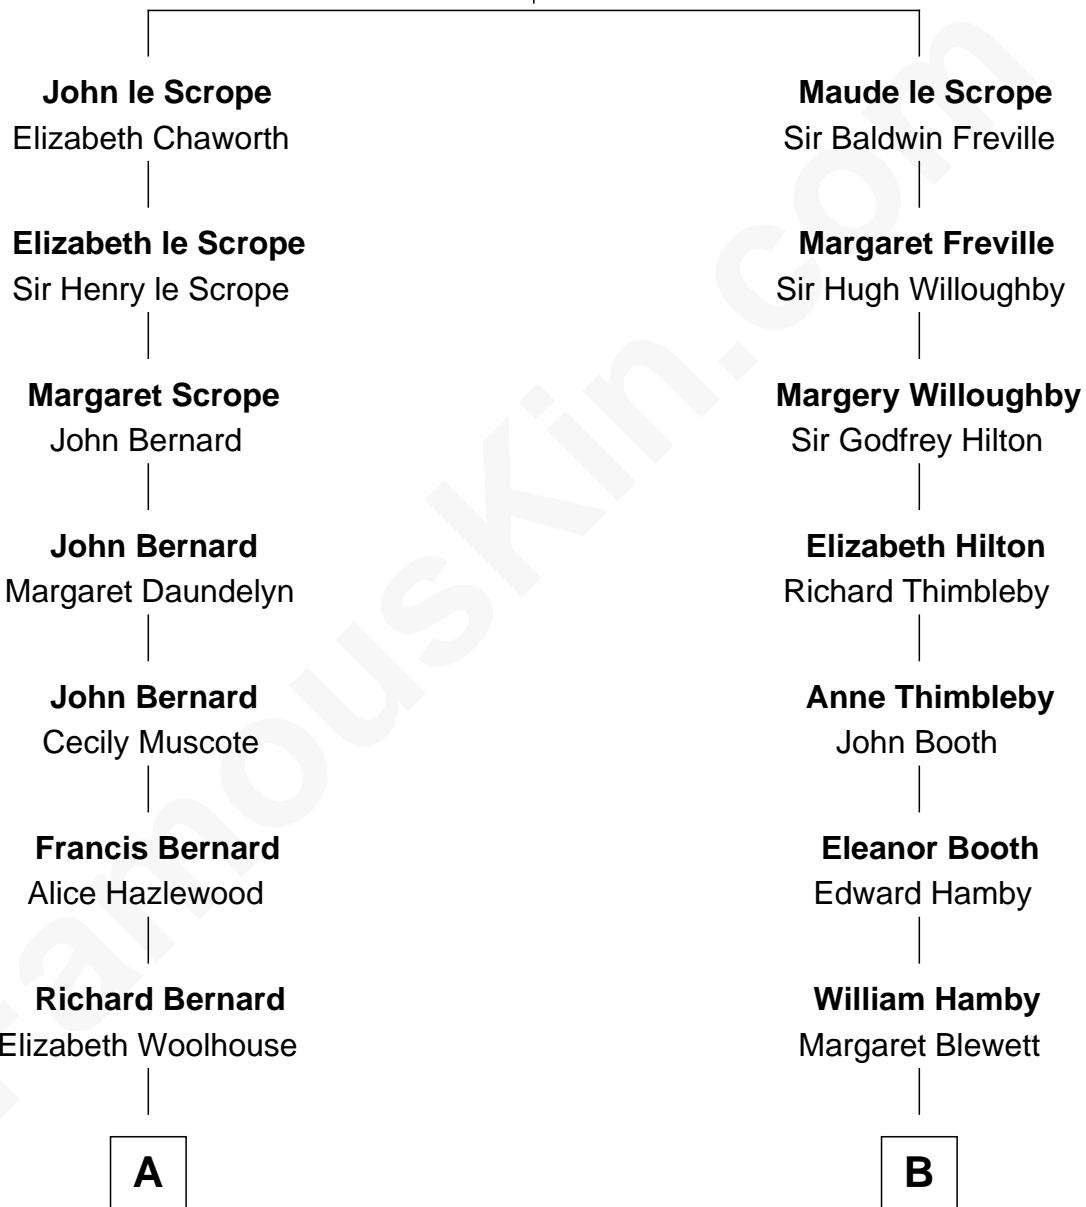 John le Scrope
Elizabeth Chaworth
Elizabeth le Scrope
Sir Henry le Scrope
Margaret Scrope
John Bernard
John Bernard
Margaret Daundelyn
John Bernard
Cecily Muscote
Francis Bernard
Alice Hazlewood
Richard Bernard
Elizabeth Woolhouse
A
Maude le Scrope
Sir Baldwin Freville
Margaret Freville
Sir Hugh Willoughby
Margery Willoughby
Sir Godfrey Hilton
Elizabeth Hilton
Richard Thimbleby
Anne Thimbleby
John Booth
Eleanor Booth
Edward Hamby
William Hamby
Margaret Blewett
B
FamousKin.com